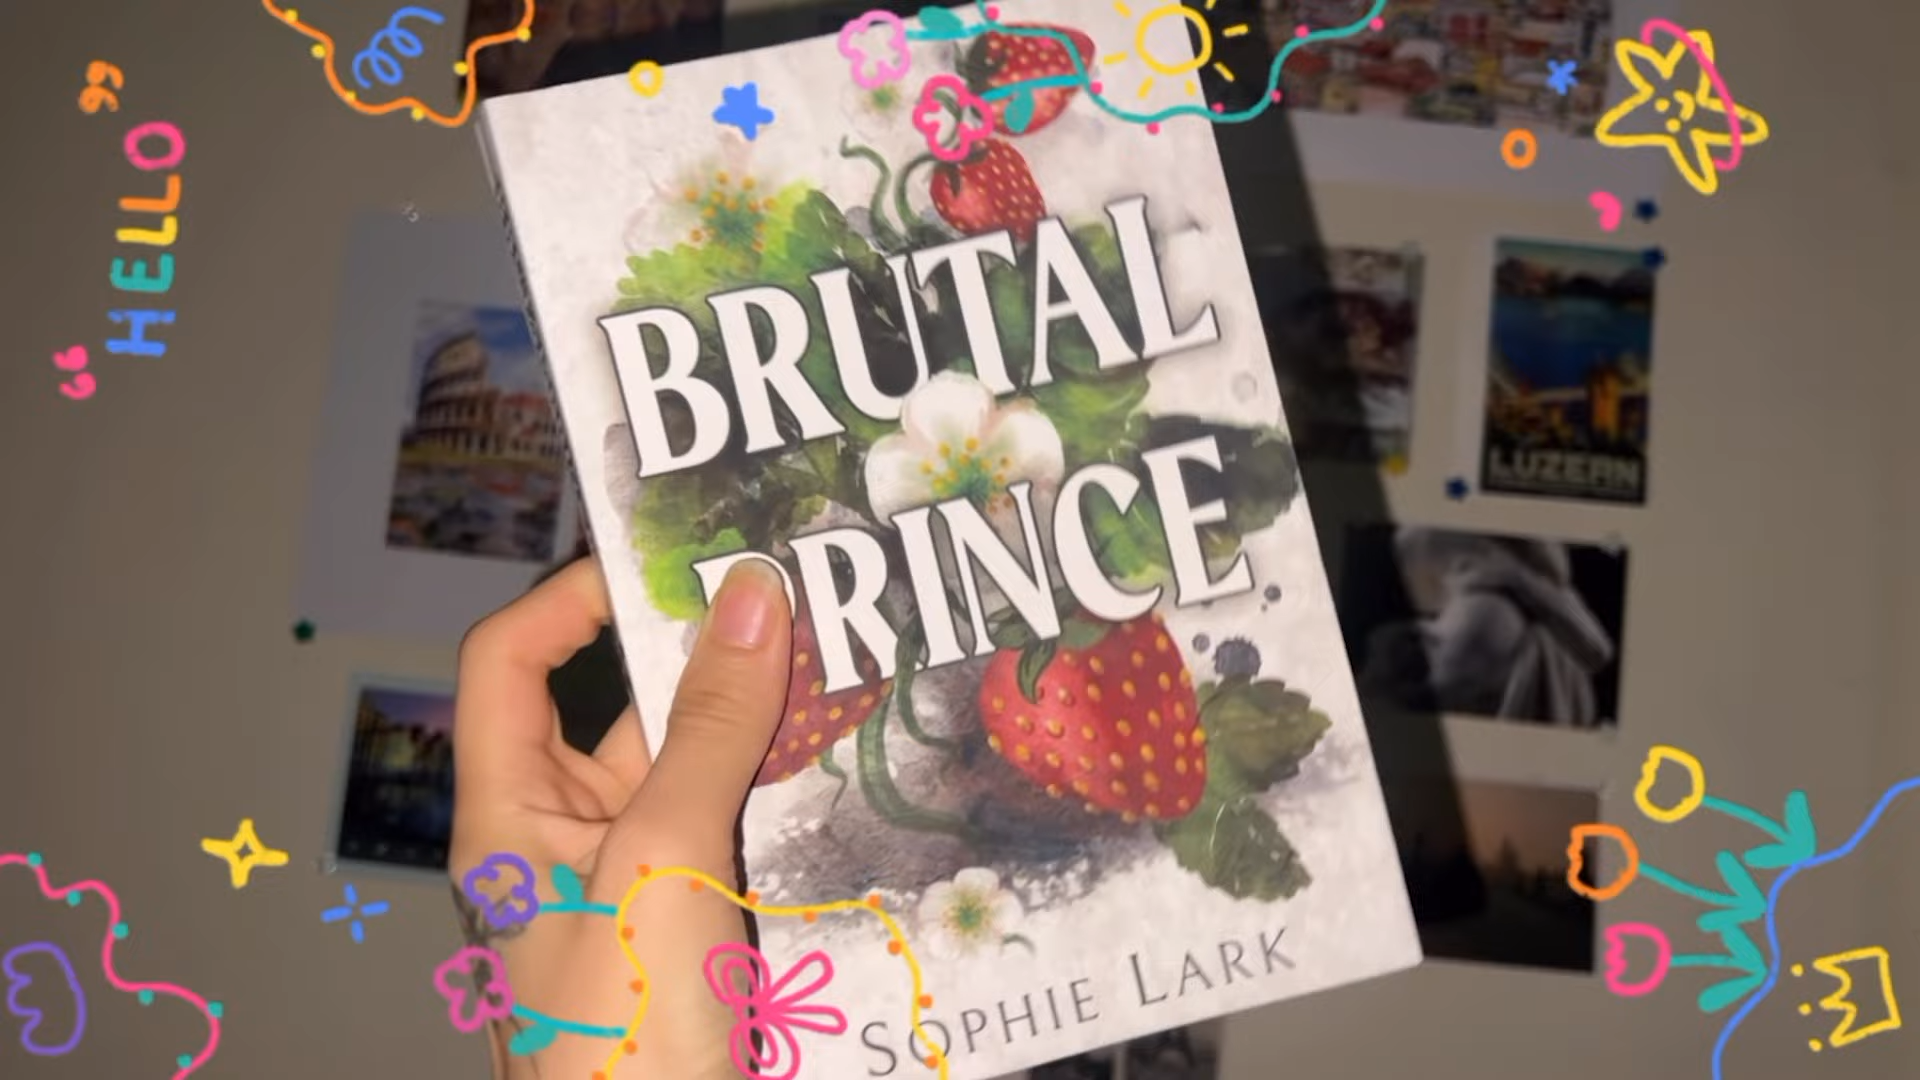 "HELLO"
BRUTAL
PRINCE
SOPHIE LARK
LUZERN